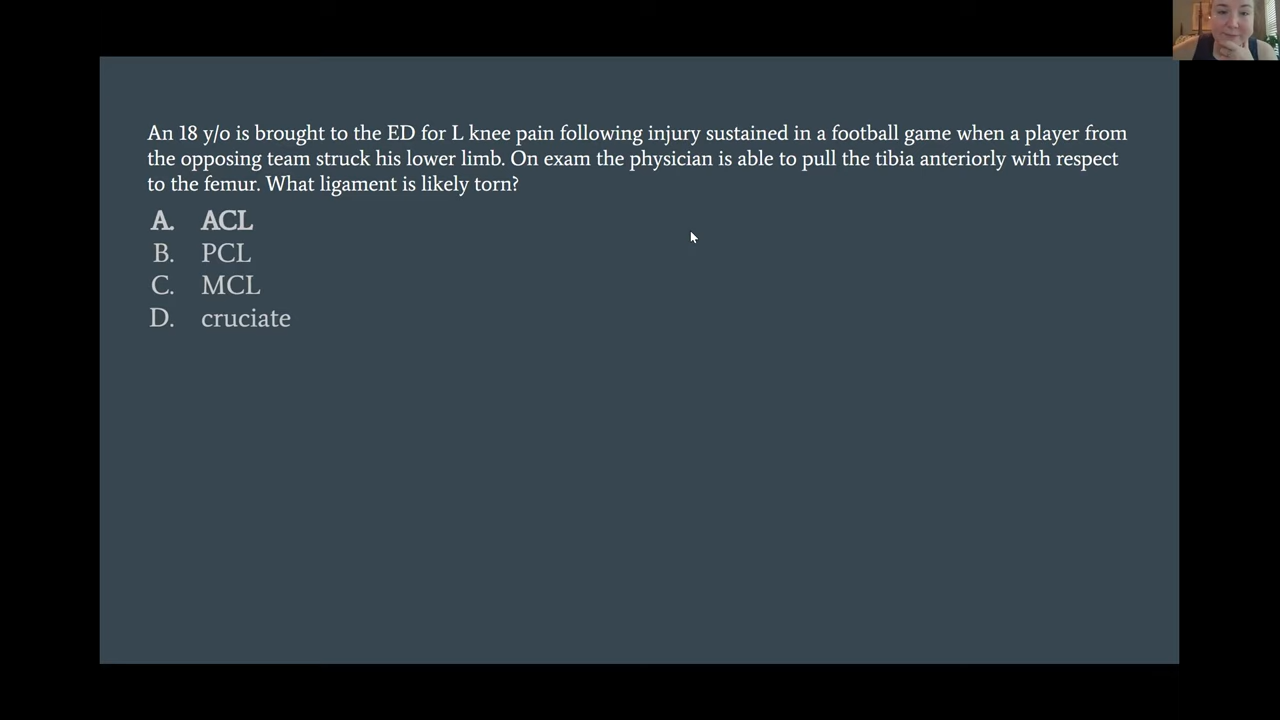 An 18 y/o is brought to the ED for L knee pain following injury sustained in a football game when a player from
the opposing team struck his lower limb. On exam the physician is able to pull the tibia anteriorly with respect
to the femur. What ligament is likely torn?
A. ACL
B. PCL
C. MCL
D. cruciate